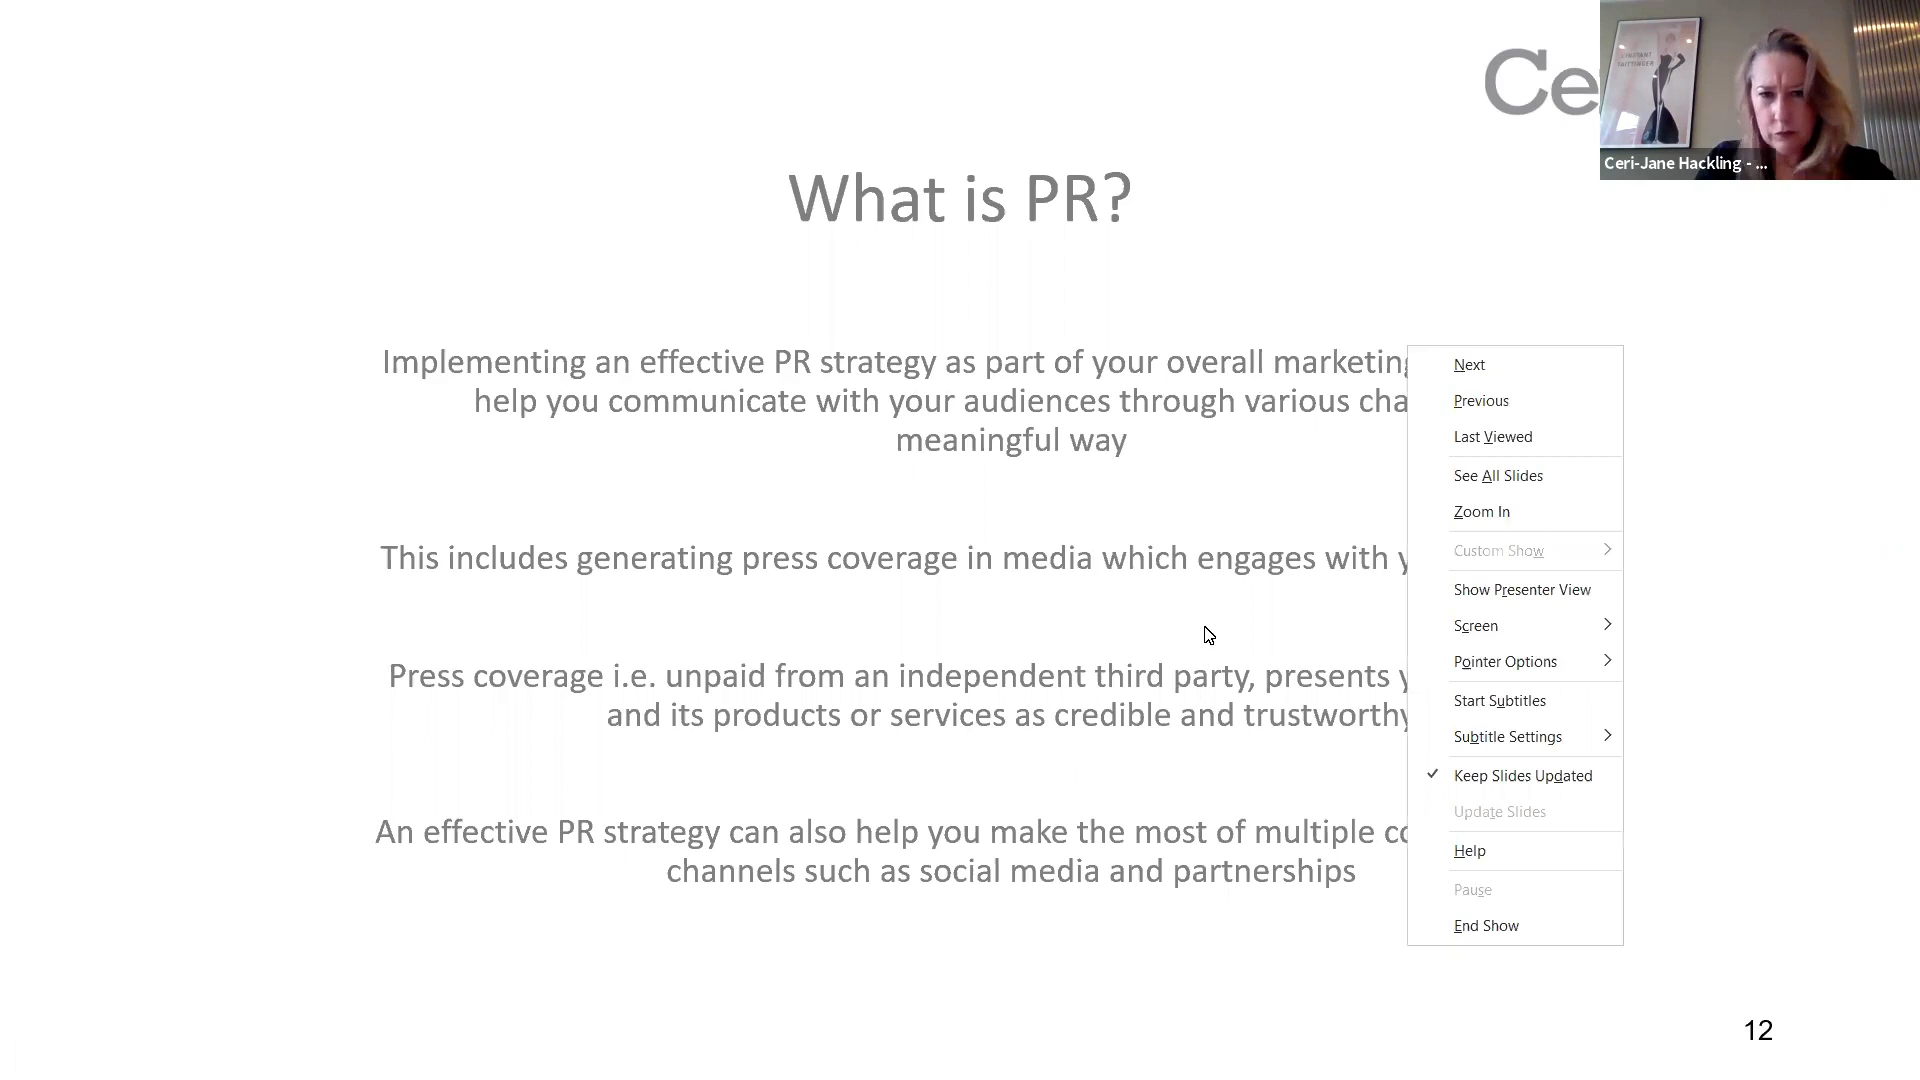 Ce
INSTANT
TAITTINGER
Ceri-Jane Hackling - ...
What is PR?
Implementing an effective PR strategy as part of your overall marketing
help you communicate with your audiences through various cha
meaningful way
This includes generating press coverage in media which engages with y
Press coverage i.e. unpaid from an independent third party, presents y
and its products or services as credible and trustworthy
An effective PR strategy can also help you make the most of multiple co
channels such as social media and partnerships
Next
Previous
Last Viewed
See All Slides
Zoom In
Custom Show
Show Presenter View
Screen
Pointer Options
Start Subtitles
Subtitle Settings
Keep Slides Updated
Update Slides
Help
Pause
End Show
12